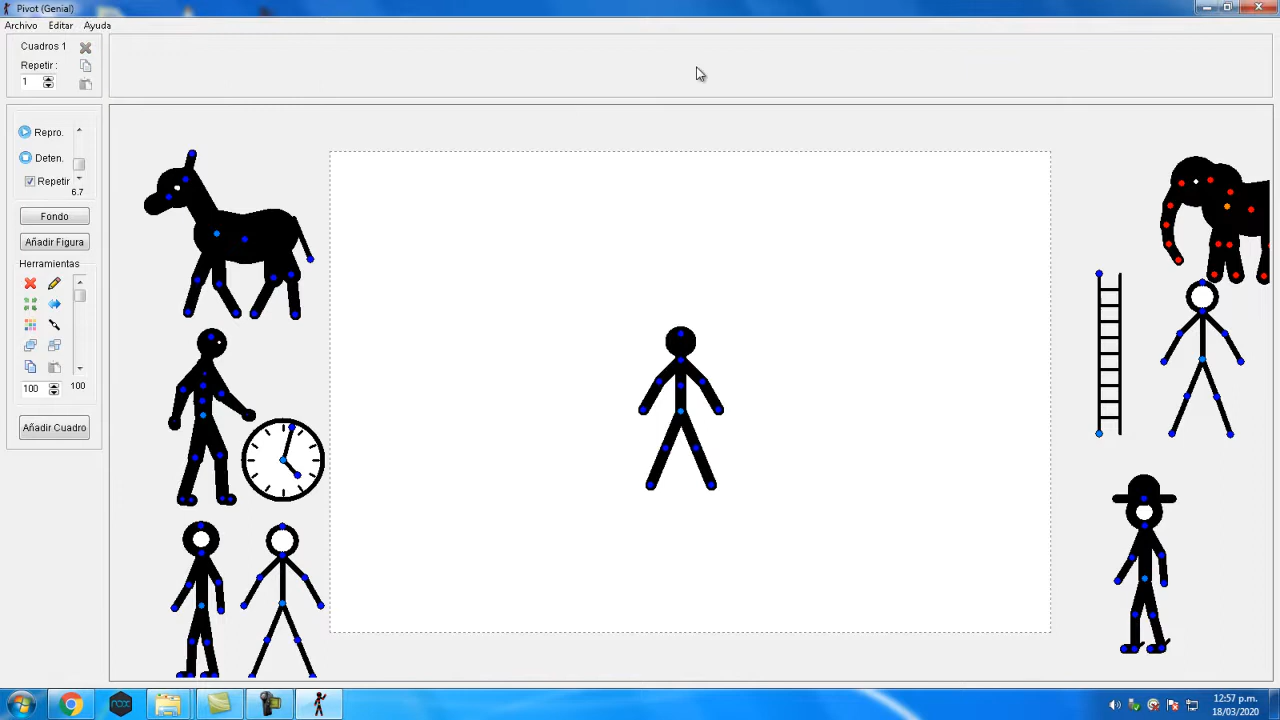 Pivot (Genial)
Archivo Editar Ayuda
Cuadros 1
Repetir :
1
Repro.
Deten.
Repetir
6.7
Fondo
Añadir Figura
Herramientas
100 100
Añadir Cuadro
nox
12:57 p.m.
18/03/2020